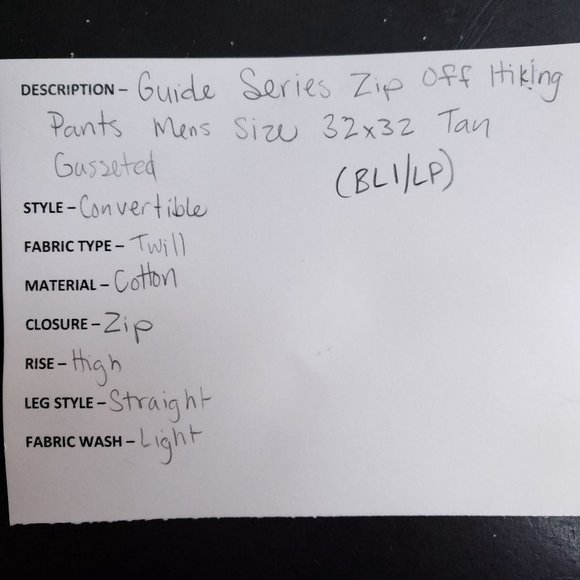 DESCRIPTION – Guide Series Zip Off Hiking
Pants Mens Size 32x32 Tan
Gusseted
(BL1/LP)
STYLE – Convertible
FABRIC TYPE – Twill
MATERIAL – Cotton
CLOSURE – Zip
RISE – High
LEG STYLE – Straight
FABRIC WASH – Light